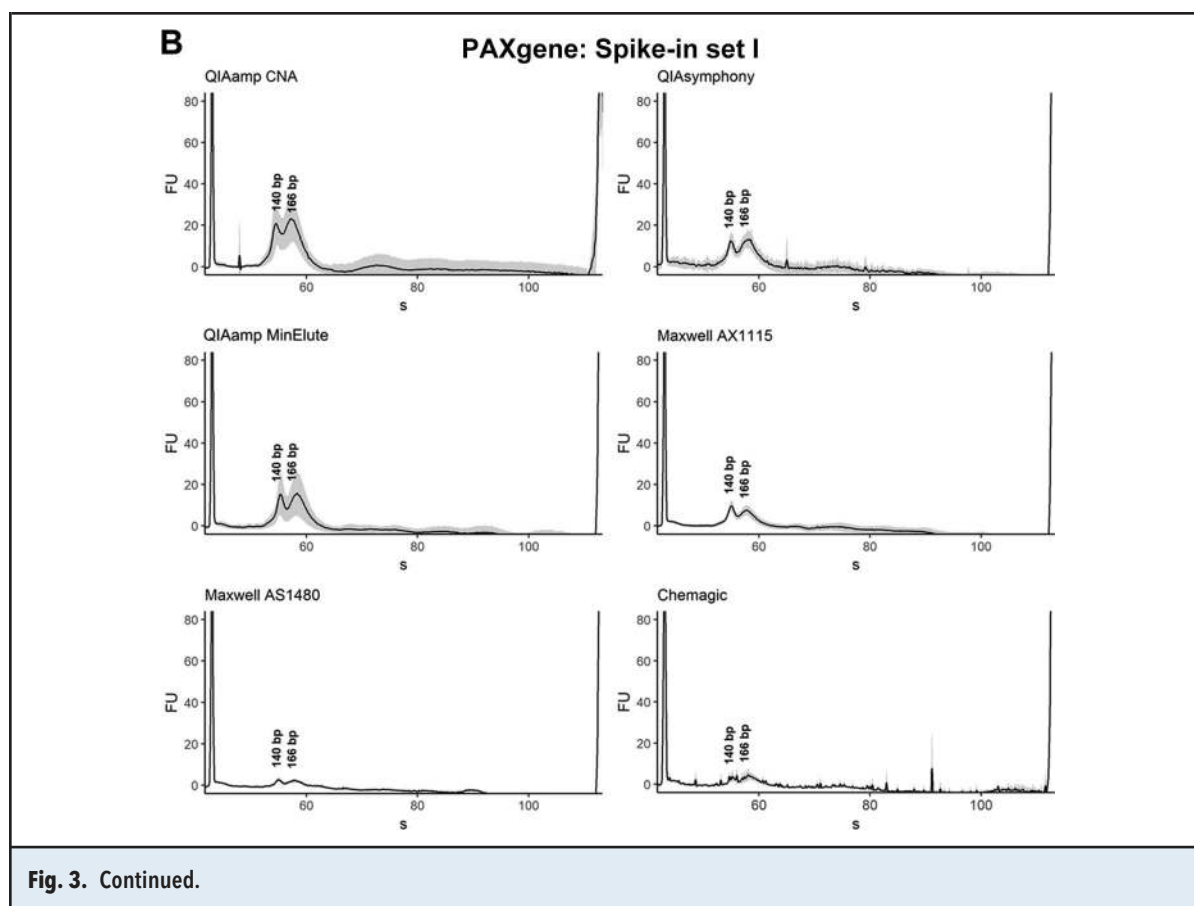 B
PAXgene: Spike-in set I
QIAamp CNA
80
60
40
20
0
FU
140 bp
166 bp
60
80
100
s
QIAsymphony
80
60
40
20
0
FU
140 bp
166 bp
60
80
100
s
QIAamp MinElute
80
60
40
20
0
FU
140 bp
166 bp
60
80
100
s
Maxwell AX1115
80
60
40
20
0
FU
140 bp
166 bp
60
80
100
s
Maxwell AS1480
80
60
40
20
0
FU
140 bp
166 bp
60
80
100
s
Chemagic
80
60
40
20
0
FU
140 bp
166 bp
60
80
100
s
Fig. 3. Continued.